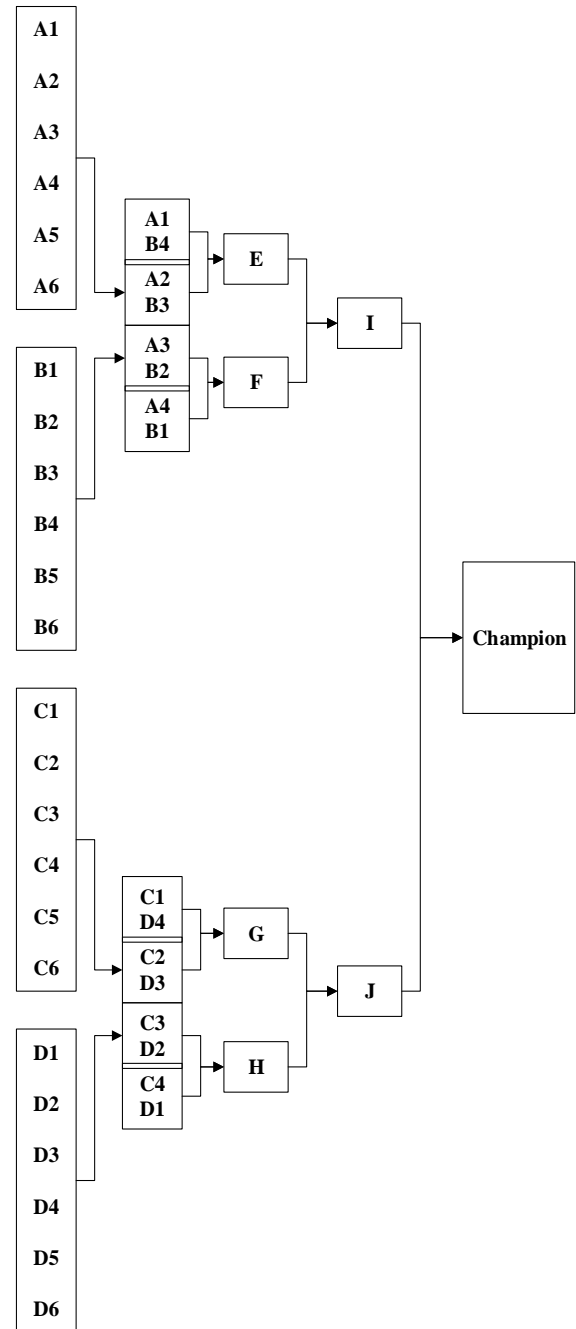 A1
A2
A3
A4
A5
A6
B1
B2
B3
B4
B5
B6
C1
C2
C3
C4
C5
C6
D1
D2
D3
D4
D5
D6
A1
B4
A2
B3
A3
B2
A4
B1
C1
D4
C2
D3
C3
D2
C4
D1
E
F
G
H
I
J
Champion